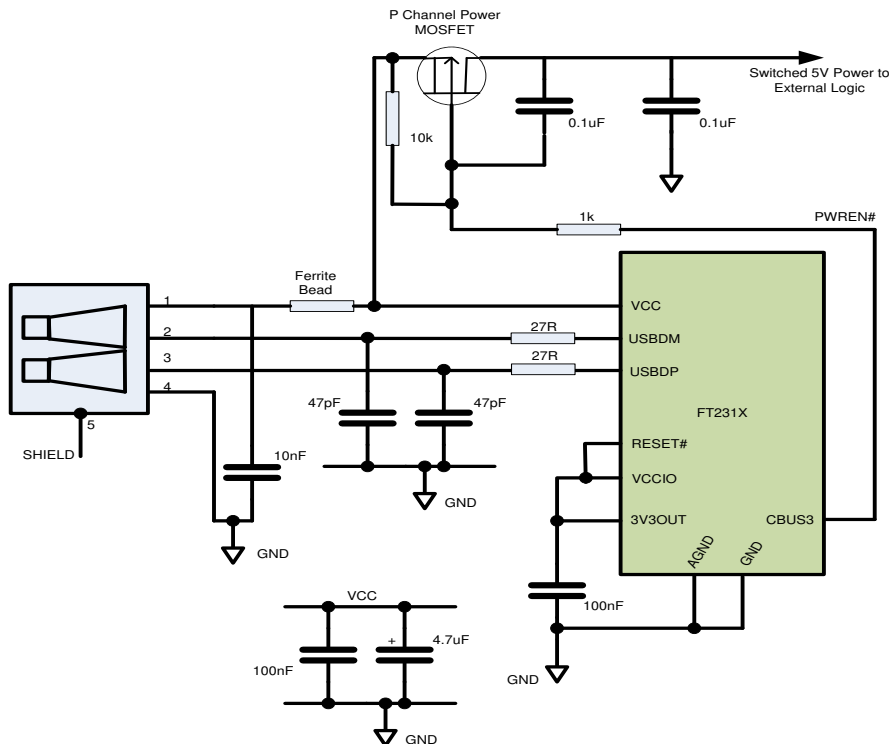 P Channel Power
MOSFET
Switched 5V Power to
External Logic
0.1uF
0.1uF
10k
1k
PWREN#
Ferrite
Bead
1
2
3
4
5
SHIELD
27R
27R
VCC
USBDM
USBDP
FT231X
47pF
47pF
10nF
GND
GND
RESET#
VCCIO
3V3OUT
CBUS3
AGND
GND
100nF
GND
VCC
100nF
+
4.7uF
GND